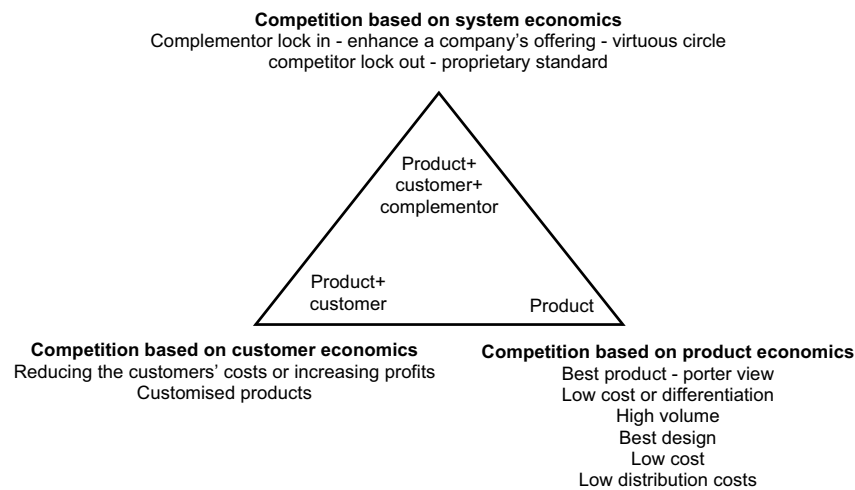 Competition based on system economics
Complementor lock in - enhance a company's offering - virtuous circle
competitor lock out - proprietary standard
Product+
customer+
complementor
Product+
customer
Product
Competition based on customer economics
Reducing the customers' costs or increasing profits
Customised products
Competition based on product economics
Best product - porter view
Low cost or differentiation
High volume
Best design
Low cost
Low distribution costs